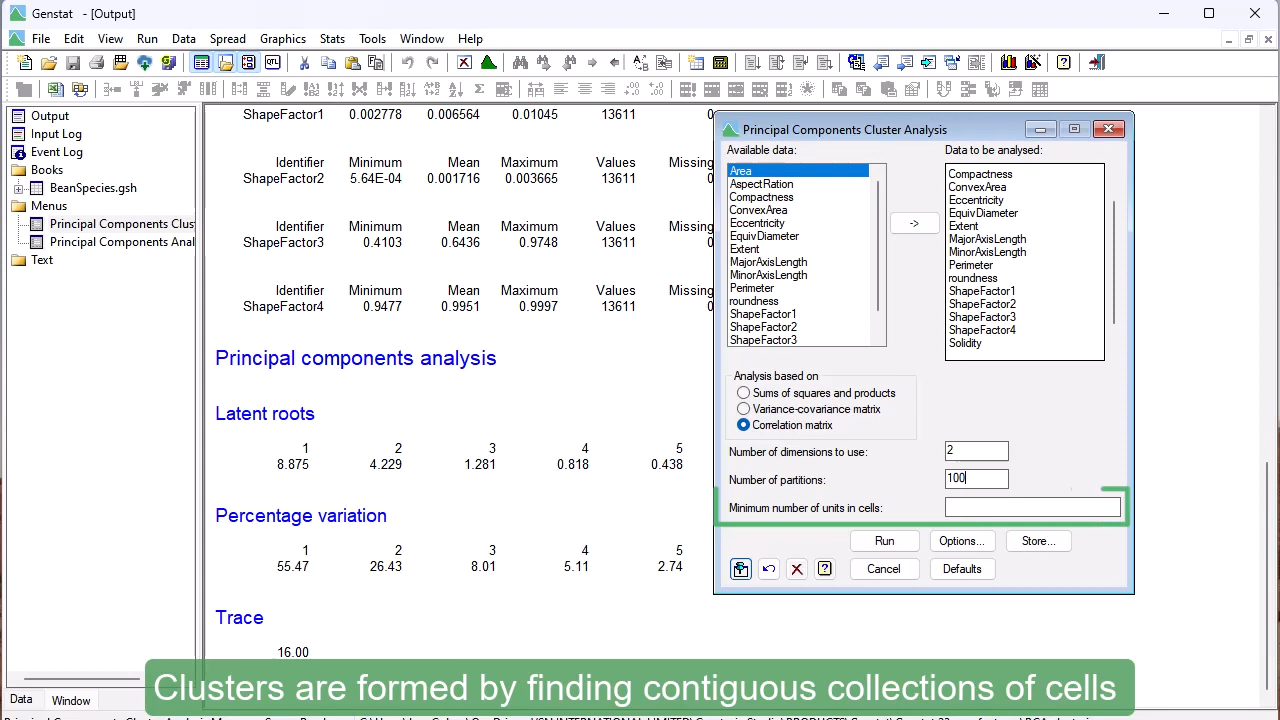 Genstat - [Output]
File Edit View Run Data Spread Graphics Stats Tools Window Help
Output
Input Log
Event Log
Books
BeanSpecies.gsh
Menus
Principal Components Clus
Principal Components Anal
Text
Data Window
ShapeFactor1 0.002778 0.006564 0.01045 13611 0
Identifier Minimum Mean Maximum Values Missing
ShapeFactor2 5.64E-04 0.001716 0.003665 13611 0
Identifier Minimum Mean Maximum Values Missing
ShapeFactor3 0.4103 0.6436 0.9748 13611 0
Identifier Minimum Mean Maximum Values Missing
ShapeFactor4 0.9477 0.9951 0.9997 13611 0
Principal components analysis
Latent roots
1 2 3 4 5
8.875 4.229 1.281 0.818 0.438
Percentage variation
1 2 3 4 5
55.47 26.43 8.01 5.11 2.74
Trace
16.00
Principal Components Cluster Analysis
Available data:
Area
AspectRation
Compactness
ConvexArea
Eccentricity
EquivDiameter
Extent
MajorAxisLength
MinorAxisLength
Perimeter
roundness
ShapeFactor1
ShapeFactor2
ShapeFactor3
->
Data to be analysed:
Compactness
ConvexArea
Eccentricity
EquivDiameter
Extent
MajorAxisLength
MinorAxisLength
Perimeter
roundness
ShapeFactor1
ShapeFactor2
ShapeFactor3
ShapeFactor4
Solidity
Analysis based on
Sums of squares and products
Variance-covariance matrix
Correlation matrix
Number of dimensions to use: 2
Number of partitions: 100
Minimum number of units in cells:
Run Options... Store...
Cancel Defaults
Clusters are formed by finding contiguous collections of cells